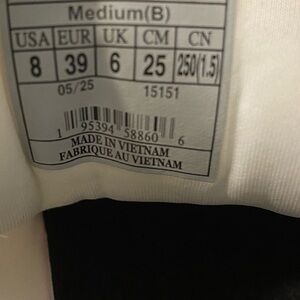 Medium(B)
USA EUR UK CM CN
8 39 6 25 250(1.5)
05/25 15151
1 95394 58860 6
MADE IN VIETNAM
FABRIQUE AU VIETNAM